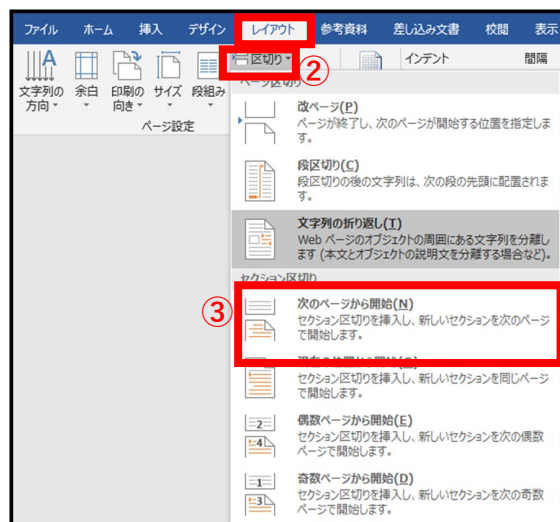 ファイル ホーム 挿入 デザイン レイアウト 参考資料 差し込み文書 校閲 表示
区切り ② インデント 間隔
文字列の方向 余白 印刷の向き サイズ 段組み
ページ設定
ページ区切り
改ページ(P)
ページが終了し、次のページが開始する位置を指定しま
す。
段区切り(C)
段区切りの後の文字列は、次の段の先頭に配置されま
す。
文字列の折り返し(T)
Web ページのオブジェクトの周囲にある文字列を分離し
ます (本文とオブジェクトの説明文を分離する場合など)。
セクション区切り
③ 次のページから開始(N)
セクション区切りを挿入し、新しいセクションを次のページ
で開始します。
セクション区切りを挿入し、新しいセクションを同じページ
で開始します。
偶数ページから開始(E)
セクション区切りを挿入し、新しいセクションを次の偶数
ページで開始します。
奇数ページから開始(D)
セクション区切りを挿入し、新しいセクションを次の奇数
ページで開始します。